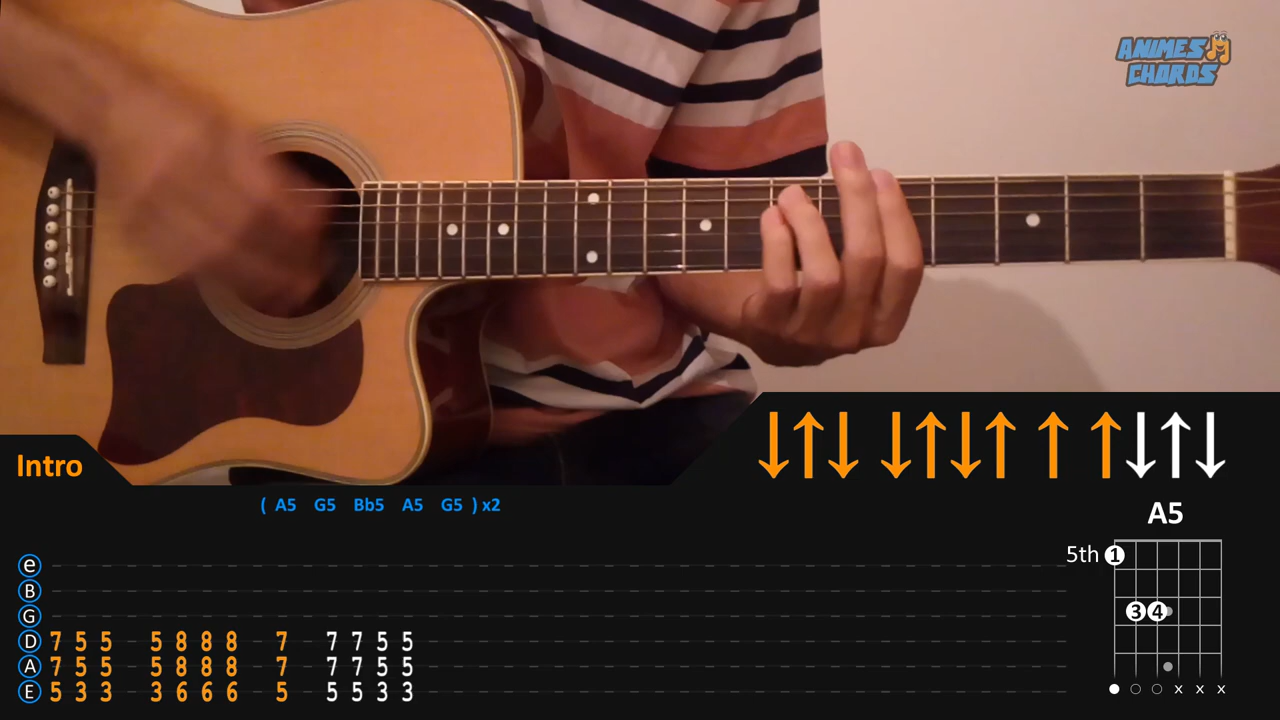 ANIMES
CHORDS
Intro
( A5 G5 Bb5 A5 G5 ) x2
A5
5th 1
3 4
x x x
e
B
G
D 7 5 5 5 8 8 8 7 7 7 5 5
A 7 5 5 5 8 8 8 7 7 7 5 5
E 5 3 3 3 6 6 6 5 5 5 3 3